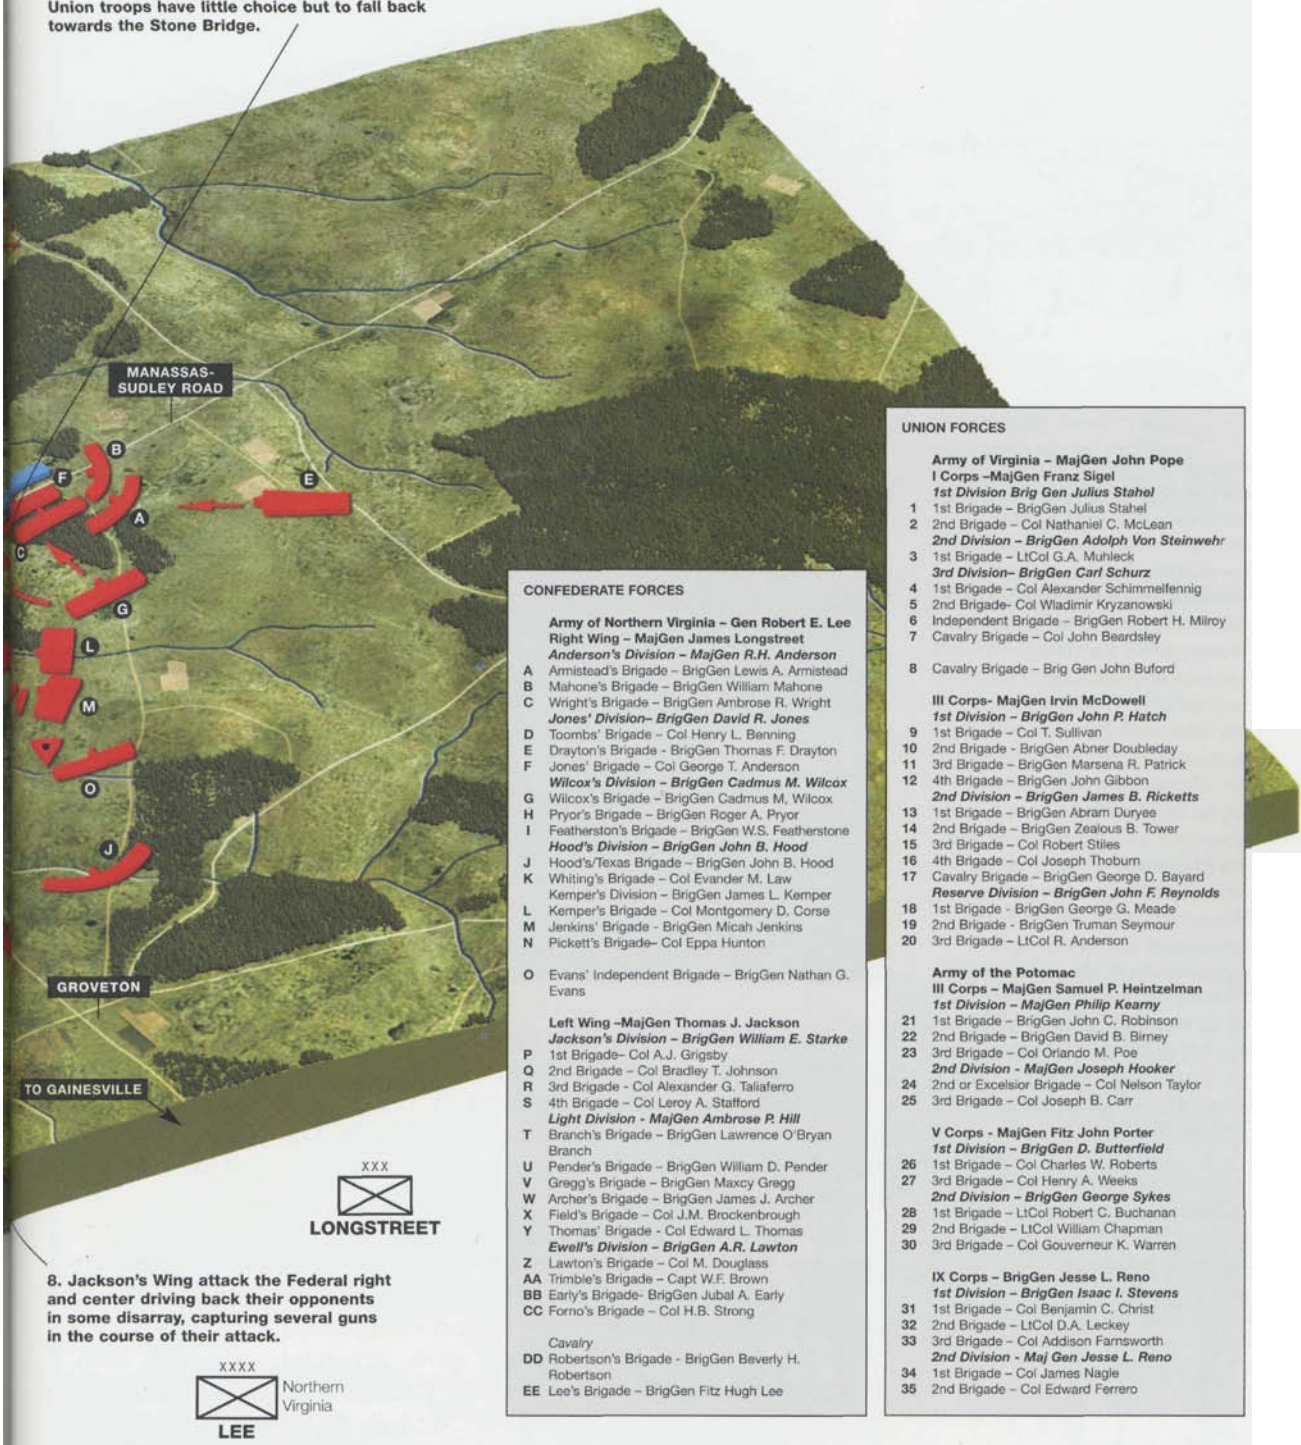 Union troops have little choice but to fall back
towards the Stone Bridge.
MANASSAS-
SUDLEY ROAD
B
F
E
A
C
G
L
M
O
J
GROVETON
TO GAINESVILLE
XXX
LONGSTREET
8. Jackson's Wing attack the Federal right
and center driving back their opponents
in some disarray, capturing several guns
in the course of their attack.
XXXX
Northern
Virginia
LEE
CONFEDERATE FORCES
Army of Northern Virginia – Gen Robert E. Lee
Right Wing – MajGen James Longstreet
Anderson's Division – MajGen R.H. Anderson
A Armistead's Brigade – BrigGen Lewis A. Armistead
B Mahone's Brigade – BrigGen William Mahone
C Wright's Brigade – BrigGen Ambrose R. Wright
Jones' Division– BrigGen David R. Jones
D Toombs' Brigade – Col Henry L. Benning
E Drayton's Brigade - BrigGen Thomas F. Drayton
F Jones' Brigade – Col George T. Anderson
Wilcox's Division – BrigGen Cadmus M. Wilcox
G Wilcox's Brigade – BrigGen Cadmus M, Wilcox
H Pryor's Brigade – BrigGen Roger A. Pryor
I Featherston's Brigade – BrigGen W.S. Featherstone
Hood's Division – BrigGen John B. Hood
J Hood's/Texas Brigade – BrigGen John B. Hood
K Whiting's Brigade – Col Evander M. Law
Kemper's Division – BrigGen James L. Kemper
L Kemper's Brigade – Col Montgomery D. Corse
M Jenkins' Brigade - BrigGen Micah Jenkins
N Pickett's Brigade– Col Eppa Hunton
O Evans' Independent Brigade – BrigGen Nathan G.
Evans
Left Wing –MajGen Thomas J. Jackson
Jackson's Division – BrigGen William E. Starke
P 1st Brigade– Col A.J. Grigsby
Q 2nd Brigade – Col Bradley T. Johnson
R 3rd Brigade - Col Alexander G. Taliaferro
S 4th Brigade – Col Leroy A. Stafford
Light Division - MajGen Ambrose P. Hill
T Branch's Brigade – BrigGen Lawrence O'Bryan
Branch
U Pender's Brigade – BrigGen William D. Pender
V Gregg's Brigade – BrigGen Maxcy Gregg
W Archer's Brigade – BrigGen James J. Archer
X Field's Brigade – Col J.M. Brockenbrough
Y Thomas' Brigade - Col Edward L. Thomas
Ewell's Division – BrigGen A.R. Lawton
Z Lawton's Brigade – Col M. Douglass
AA Trimble's Brigade – Capt W.F. Brown
BB Early's Brigade– BrigGen Jubal A. Early
CC Forno's Brigade – Col H.B. Strong
Cavalry
DD Robertson's Brigade - BrigGen Beverly H.
Robertson
EE Lee's Brigade – BrigGen Fitz Hugh Lee
UNION FORCES
Army of Virginia – MajGen John Pope
I Corps –MajGen Franz Sigel
1st Division Brig Gen Julius Stahel
1 1st Brigade – BrigGen Julius Stahel
2 2nd Brigade – Col Nathaniel C. McLean
2nd Division – BrigGen Adolph Von Steinwehr
3 1st Brigade – LtCol G.A. Muhleck
3rd Division– BrigGen Carl Schurz
4 1st Brigade – Col Alexander Schimmelfennig
5 2nd Brigade- Col Wladimir Kryzanowski
6 Independent Brigade – BrigGen Robert H. Milroy
7 Cavalry Brigade – Col John Beardsley
8 Cavalry Brigade – Brig Gen John Buford
III Corps- MajGen Irvin McDowell
1st Division – BrigGen John P. Hatch
9 1st Brigade – Col T. Sullivan
10 2nd Brigade - BrigGen Abner Doubleday
11 3rd Brigade – BrigGen Marsena R. Patrick
12 4th Brigade – BrigGen John Gibbon
2nd Division – BrigGen James B. Ricketts
13 1st Brigade – BrigGen Abram Duryee
14 2nd Brigade – BrigGen Zealous B. Tower
15 3rd Brigade – Col Robert Stiles
16 4th Brigade – Col Joseph Thoburn
17 Cavalry Brigade – BrigGen George D. Bayard
Reserve Division – BrigGen John F. Reynolds
18 1st Brigade - BrigGen George G. Meade
19 2nd Brigade - BrigGen Truman Seymour
20 3rd Brigade – LtCol R. Anderson
Army of the Potomac
III Corps – MajGen Samuel P. Heintzelman
1st Division – MajGen Philip Kearny
21 1st Brigade – BrigGen John C. Robinson
22 2nd Brigade – BrigGen David B. Birney
23 3rd Brigade – Col Orlando M. Poe
2nd Division - MajGen Joseph Hooker
24 2nd or Excelsior Brigade – Col Nelson Taylor
25 3rd Brigade – Col Joseph B. Carr
V Corps - MajGen Fitz John Porter
1st Division – BrigGen D. Butterfield
26 1st Brigade – Col Charles W. Roberts
27 3rd Brigade – Col Henry A. Weeks
2nd Division – BrigGen George Sykes
28 1st Brigade – LtCol Robert C. Buchanan
29 2nd Brigade – LtCol William Chapman
30 3rd Brigade – Col Gouverneur K. Warren
IX Corps – BrigGen Jesse L. Reno
1st Division – BrigGen Isaac I. Stevens
31 1st Brigade – Col Benjamin C. Christ
32 2nd Brigade – LtCol D.A. Leckey
33 3rd Brigade – Col Addison Farnsworth
2nd Division - Maj Gen Jesse L. Reno
34 1st Brigade – Col James Nagle
35 2nd Brigade – Col Edward Ferrero